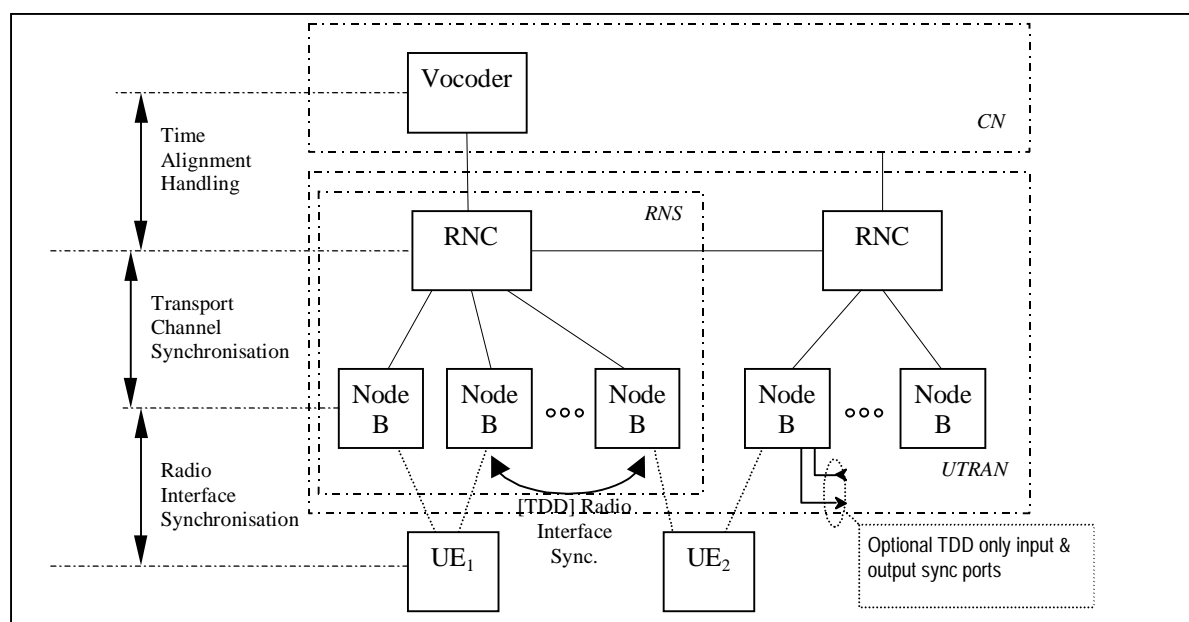 Vocoder
CN
Time
Alignment
Handling
RNS
RNC
RNC
Transport
Channel
Synchronisation
Node
B
Node
B
Node
B
Node
B
Node
B
UTRAN
Radio
Interface
Synchronisation
[TDD] Radio
Interface
Sync.
UE1
UE2
Optional TDD only input &
output sync ports